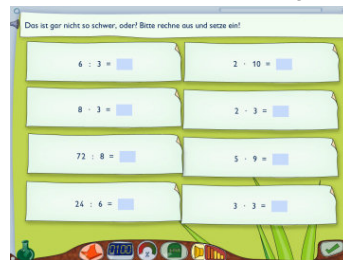 Das ist gar nicht so schwer, oder? Bitte rechne aus und setze ein!
6 : 3 =
2 · 10 =
8 · 3 =
2 · 3 =
72 : 8 =
5 · 9 =
24 : 6 =
3 · 3 =
0100